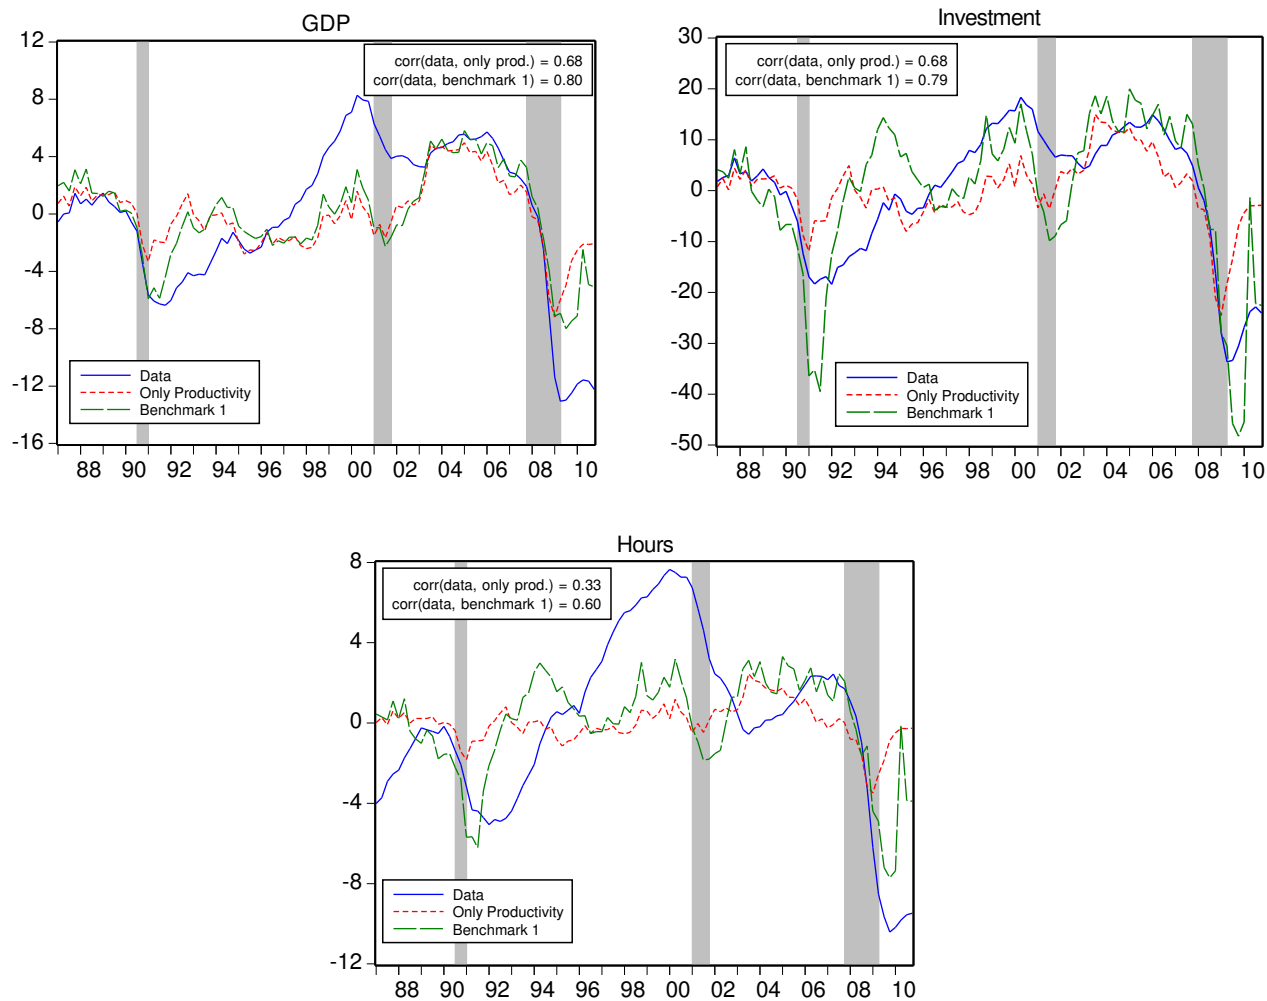 GDP
12
8
4
0
-4
-8
-12
-16
corr(data, only prod.) = 0.68
corr(data, benchmark 1) = 0.80
Data
Only Productivity
Benchmark 1
88 90 92 94 96 98 00 02 04 06 08 10
Investment
30
20
10
0
-10
-20
-30
-40
-50
corr(data, only prod.) = 0.68
corr(data, benchmark 1) = 0.79
Data
Only Productivity
Benchmark 1
88 90 92 94 96 98 00 02 04 06 08 10
Hours
8
4
0
-4
-8
-12
corr(data, only prod.) = 0.33
corr(data, benchmark 1) = 0.60
Data
Only Productivity
Benchmark 1
88 90 92 94 96 98 00 02 04 06 08 10